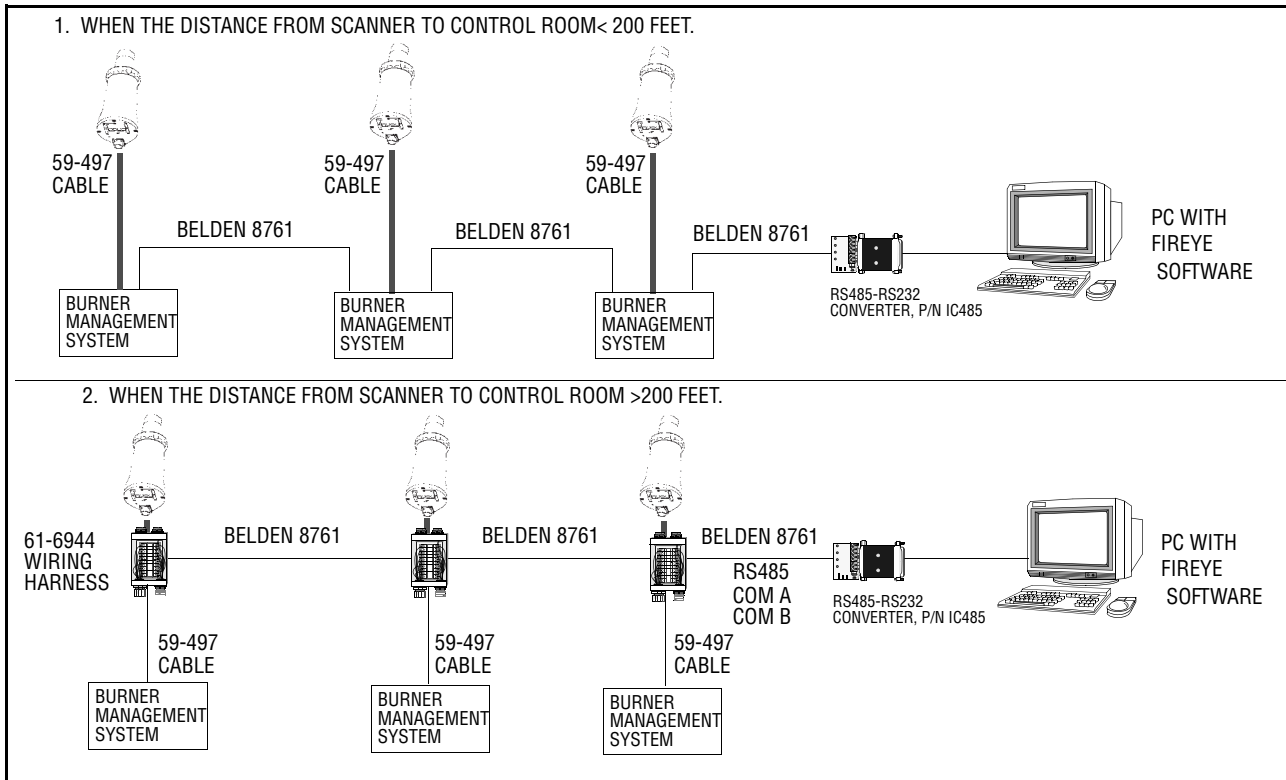 1. WHEN THE DISTANCE FROM SCANNER TO CONTROL ROOM< 200 FEET.
59-497
CABLE
59-497
CABLE
59-497
CABLE
BELDEN 8761
BELDEN 8761
BELDEN 8761
PC WITH
FIREYE
SOFTWARE
BURNER
MANAGEMENT
SYSTEM
BURNER
MANAGEMENT
SYSTEM
BURNER
MANAGEMENT
SYSTEM
RS485-RS232
CONVERTER, P/N IC485
2. WHEN THE DISTANCE FROM SCANNER TO CONTROL ROOM >200 FEET.
61-6944
WIRING
HARNESS
BELDEN 8761
BELDEN 8761
BELDEN 8761
RS485
COM A
COM B
RS485-RS232
CONVERTER, P/N IC485
PC WITH
FIREYE
SOFTWARE
59-497
CABLE
59-497
CABLE
59-497
CABLE
BURNER
MANAGEMENT
SYSTEM
BURNER
MANAGEMENT
SYSTEM
BURNER
MANAGEMENT
SYSTEM